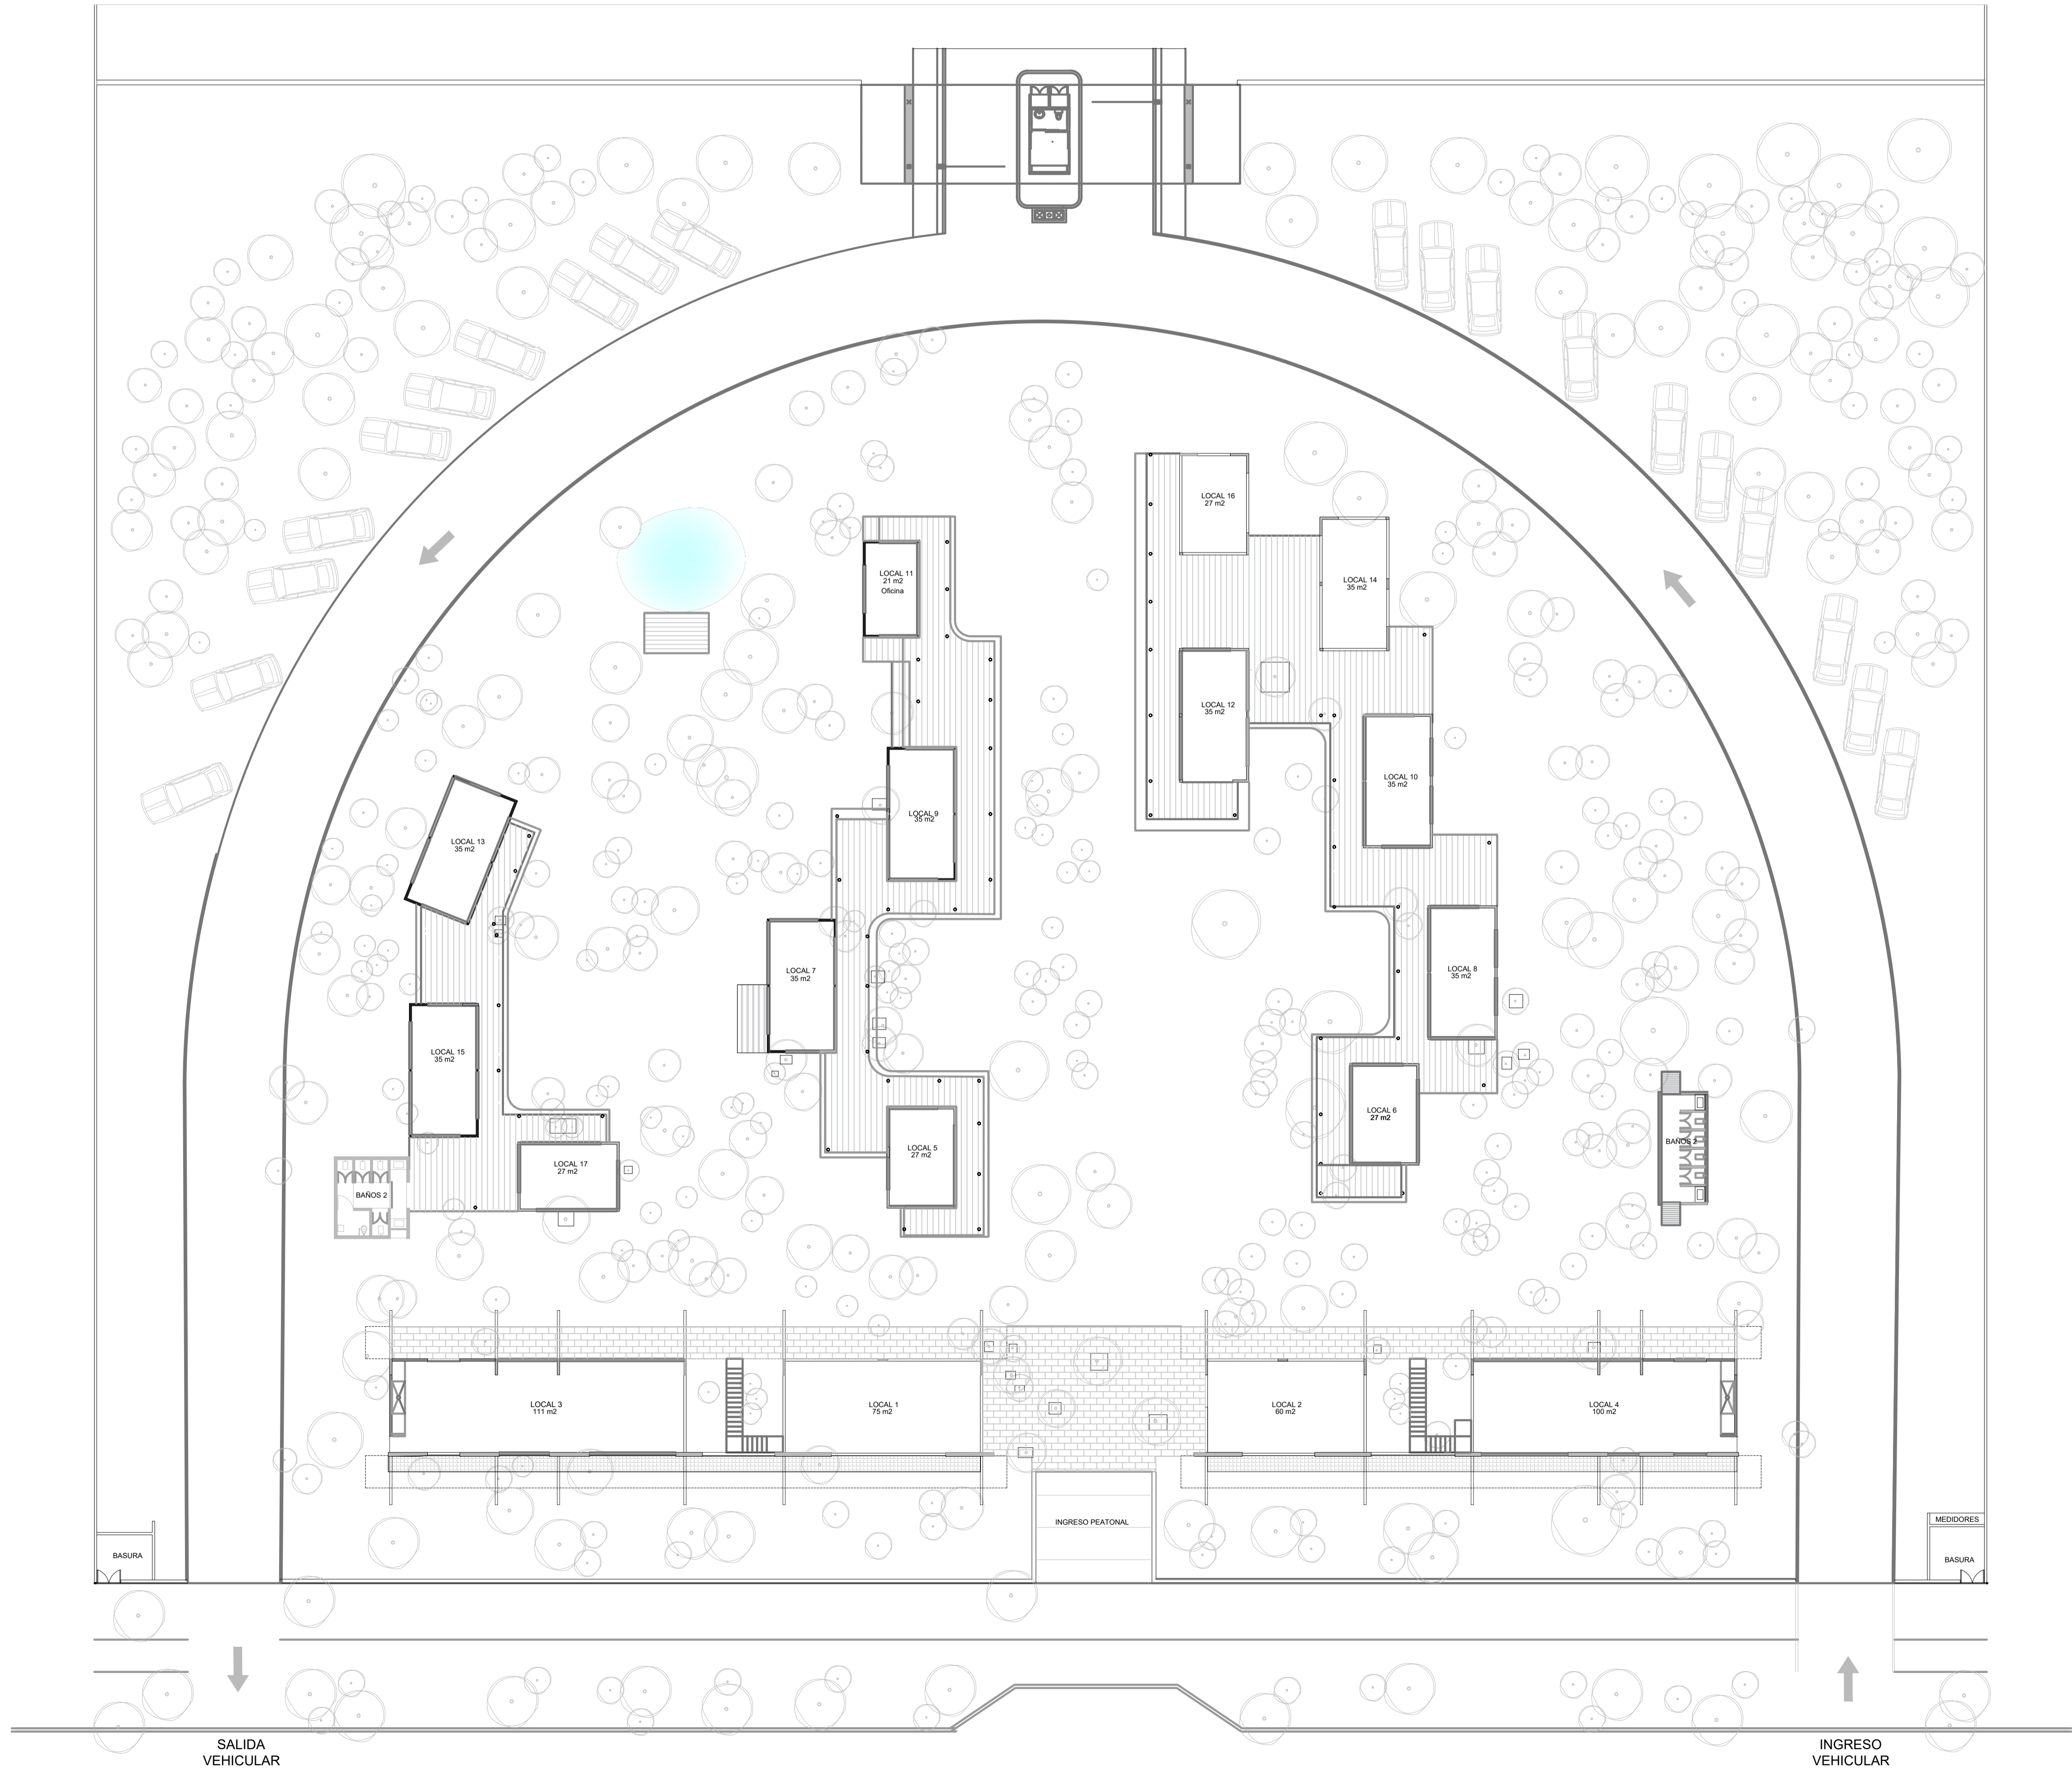 LOCAL 16
27 m2
LOCAL 14
35 m2
LOCAL 11
21 m2
Oficina
LOCAL 12
35 m2
LOCAL 10
35 m2
LOCAL 9
35 m2
LOCAL 13
35 m2
LOCAL 7
35 m2
LOCAL 8
35 m2
LOCAL 15
35 m2
LOCAL 6
27 m2
BAÑOS 2
LOCAL 5
27 m2
LOCAL 17
27 m2
BAÑOS 2
LOCAL 3
111 m2
LOCAL 1
75 m2
LOCAL 2
60 m2
LOCAL 4
100 m2
INGRESO PEATONAL
MEDIDORES
BASURA
BASURA
SALIDA
VEHICULAR
INGRESO
VEHICULAR